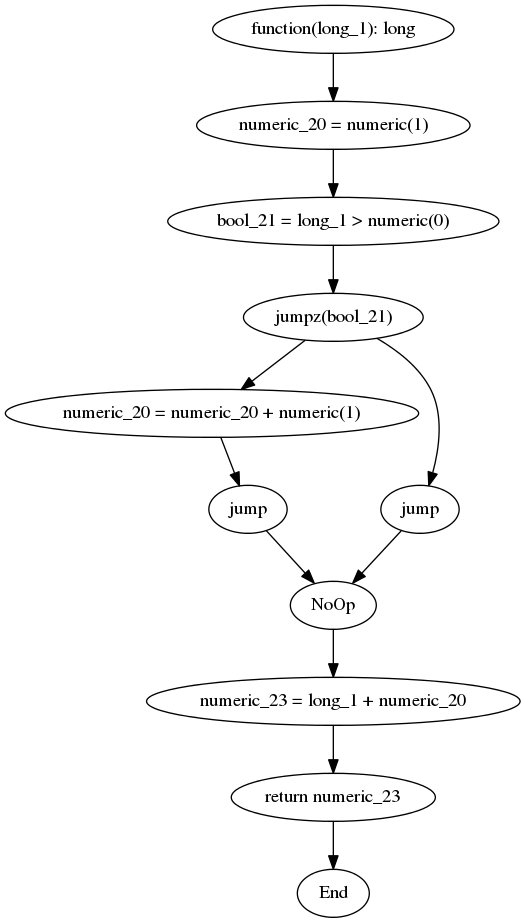 function(long_1): long
numeric_20 = numeric(1)
bool_21 = long_1 > numeric(0)
jumpz(bool_21)
numeric_20 = numeric_20 + numeric(1)
jump
jump
NoOp
numeric_23 = long_1 + numeric_20
return numeric_23
End